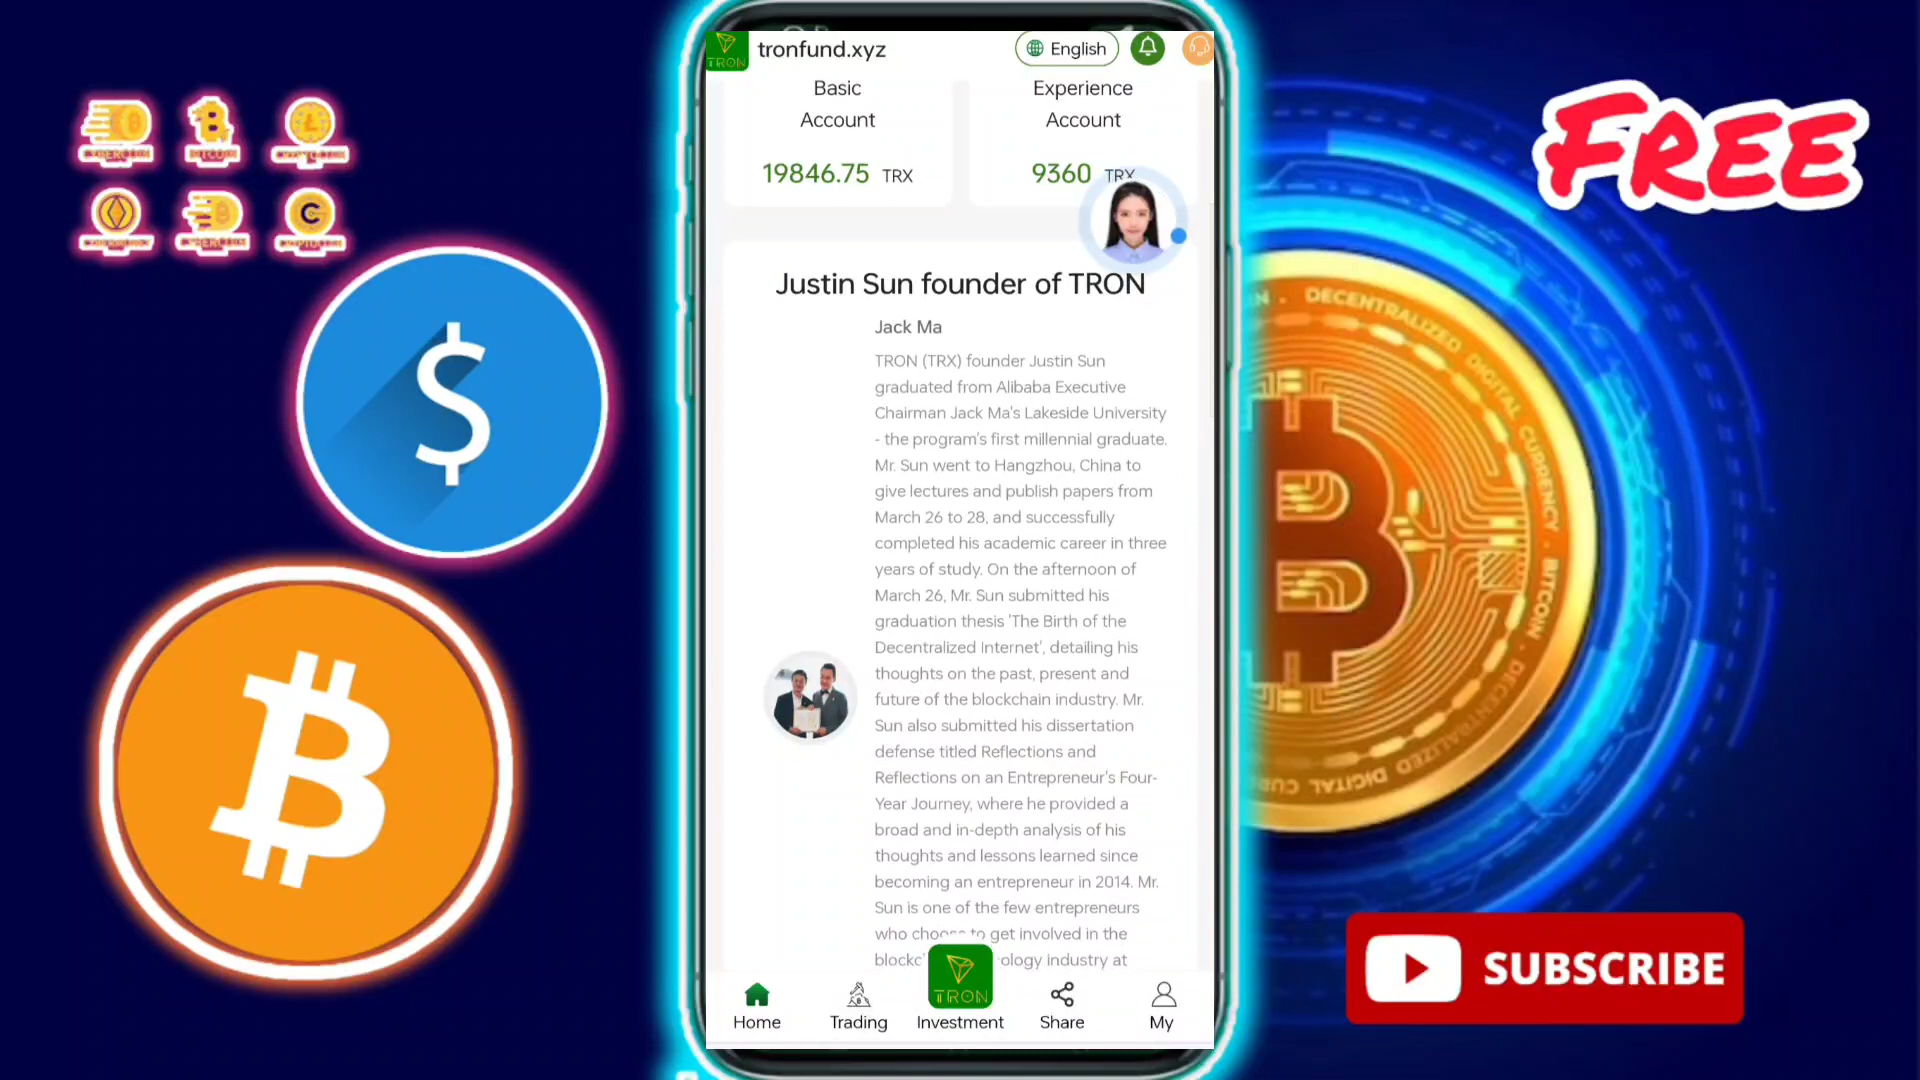 TRON
tronfund.xyz
English
Basic
Account
19846.75 TRX
Experience
Account
9360 TRX
FREE
Justin Sun founder of TRON
Jack Ma
TRON (TRX) founder Justin Sun
graduated from Alibaba Executive
Chairman Jack Ma's Lakeside University
- the program's first millennial graduate.
Mr. Sun went to Hangzhou, China to
give lectures and publish papers from
March 26 to 28, and successfully
completed his academic career in three
years of study. On the afternoon of
March 26, Mr. Sun submitted his
graduation thesis 'The Birth of the
Decentralized Internet', detailing his
thoughts on the past, present and
future of the blockchain industry. Mr.
Sun also submitted his dissertation
defense titled Reflections and
Reflections on an Entrepreneur's Four-
Year Journey, where he provided a
broad and in-depth analysis of his
thoughts and lessons learned since
becoming an entrepreneur in 2014. Mr.
Sun is one of the few entrepreneurs
who choose to get involved in the
ology industry at
TRON
Home
Trading
Investment
Share
My
$
DECENTRALIZED DIGITAL CURRENCY . BITCOIN . DECENTRALIZED DIGITAL
SUBSCRIBE